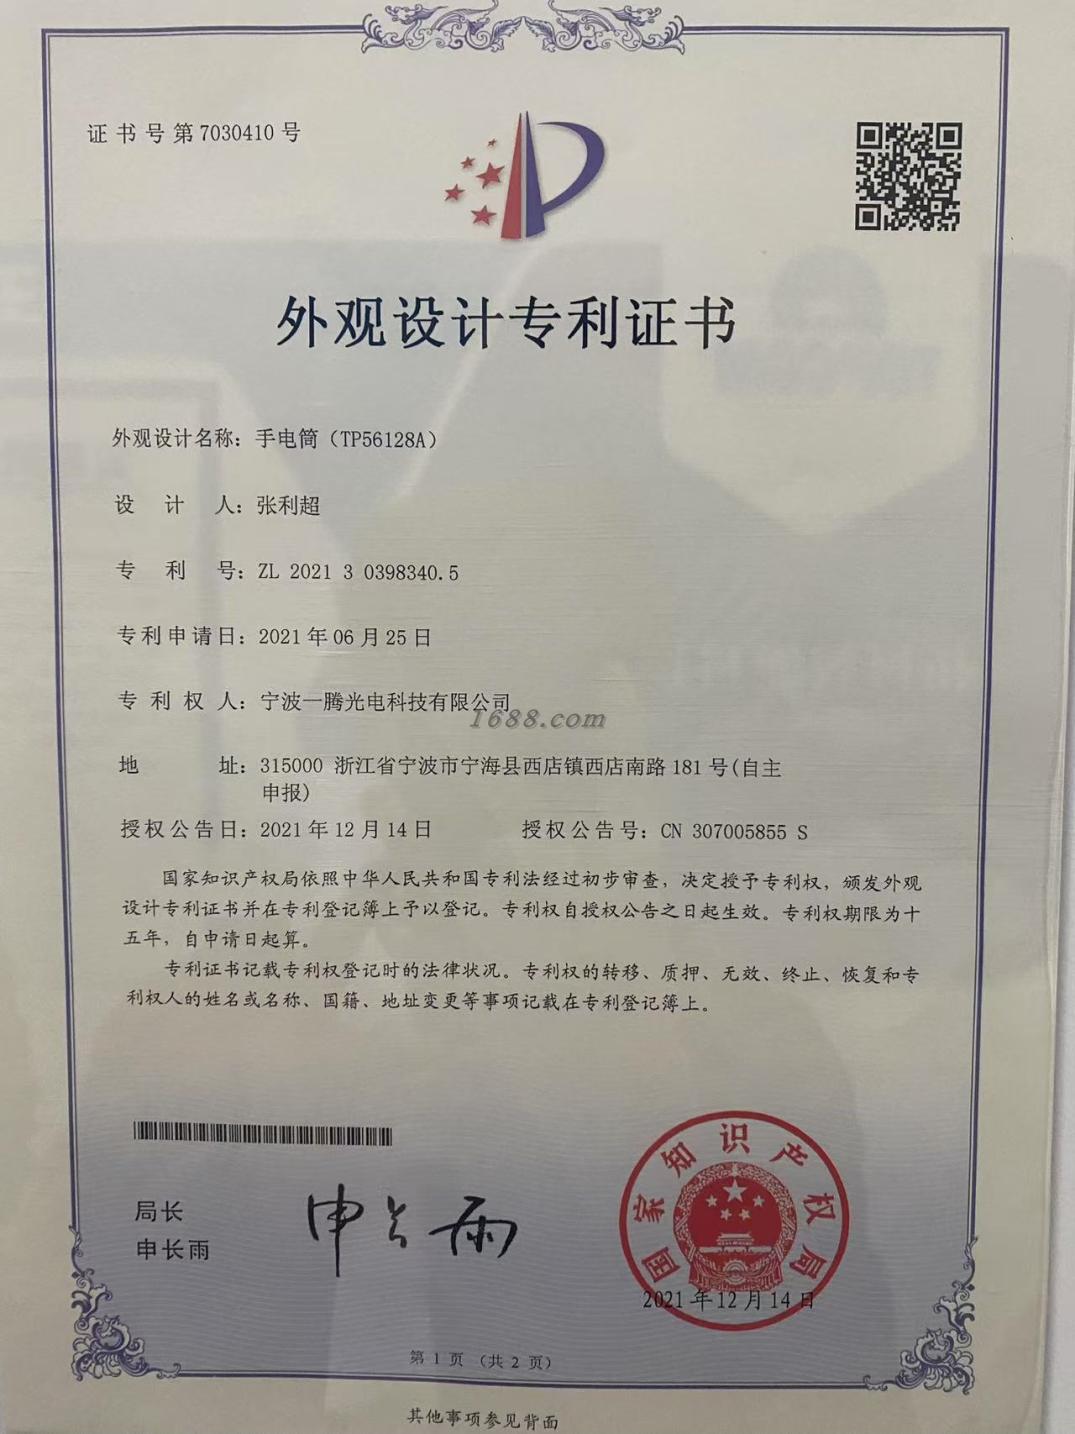 证书号第7030410号
外观设计专利证书
外观设计名称：手电筒（TP56128A）
设计人：张利超
专利号：ZL 2021 3 0398340.5
专利申请日：2021年06月25日
专利权人：宁波一腾光电科技有限公司
1688.com
地址：315000 浙江省宁波市宁海县西店镇西店南路181号(自主
申报)
授权公告日：2021年12月14日 授权公告号：CN 307005855 S
国家知识产权局依照中华人民共和国专利法经过初步审查，决定授予专利权，颁发外观
设计专利证书并在专利登记簿上予以登记。专利权自授权公告之日起生效。专利权期限为十
五年，自申请日起算。
专利证书记载专利权登记时的法律状况。专利权的转移、质押、无效、终止、恢复和专
利权人的姓名或名称、国籍、地址变更等事项记载在专利登记簿上。
局长
申长雨
申长雨
国家知识产权局
2021年12月14日
第 1 页 （共 2 页）
其他事项参见背面